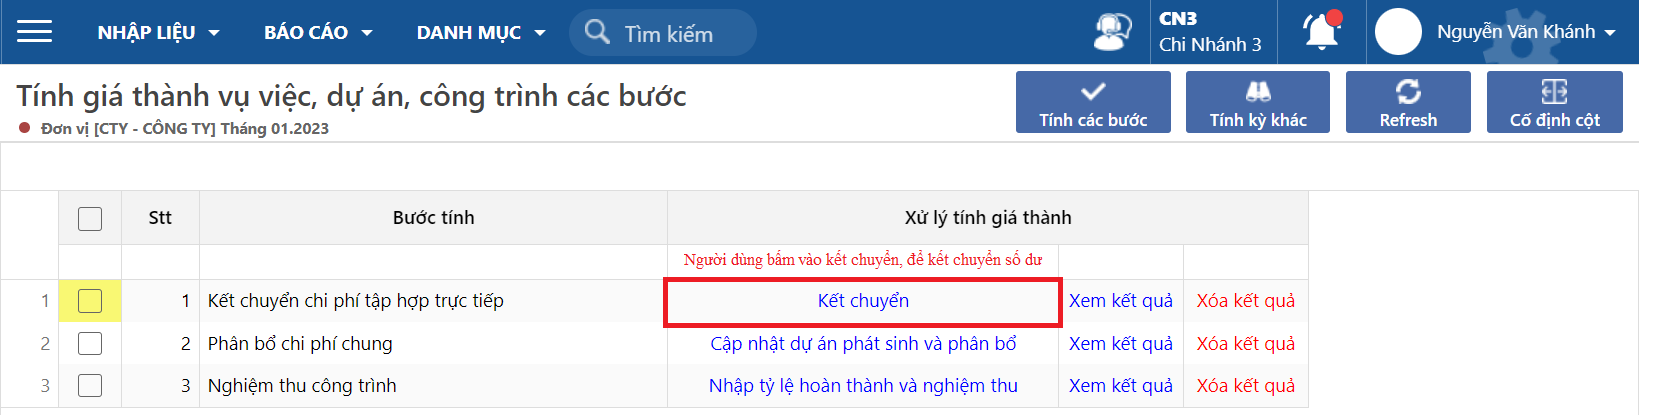 NHẬP LIỆU BÁO CÁO DANH MỤC Tìm kiếm CN3 Nguyễn Văn Khánh
Chi Nhánh 3
Tính giá thành vụ việc, dự án, công trình các bước
Đơn vị [CTY - CÔNG TY] Tháng 01.2023
Tính các bước Tính kỳ khác Refresh Cố định cột
Stt Bước tính Xử lý tính giá thành
Người dùng bấm vào kết chuyển, để kết chuyển số dư
1 1 Kết chuyển chi phí tập hợp trực tiếp Kết chuyển Xem kết quả Xóa kết quả
2 2 Phân bổ chi phí chung Cập nhật dự án phát sinh và phân bổ Xem kết quả Xóa kết quả
3 3 Nghiệm thu công trình Nhập tỷ lệ hoàn thành và nghiệm thu Xem kết quả Xóa kết quả